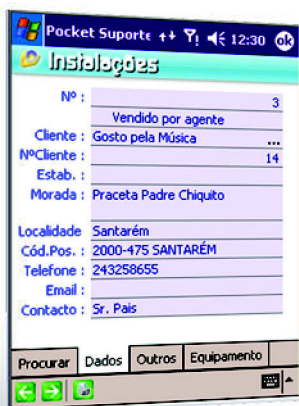 Pocket Suporte 12:30 ok
Instalações
Nº : 3
Vendido por agente
Cliente : Gosto pela Música ...
NºCliente : 14
Estab. :
Morada : Praceta Padre Chiquito
Localidade Santarém
Cód.Pos. : 2000-475 SANTARÉM
Telefone : 243258655
Email :
Contacto : Sr. Pais
Procurar Dados Outros Equipamento